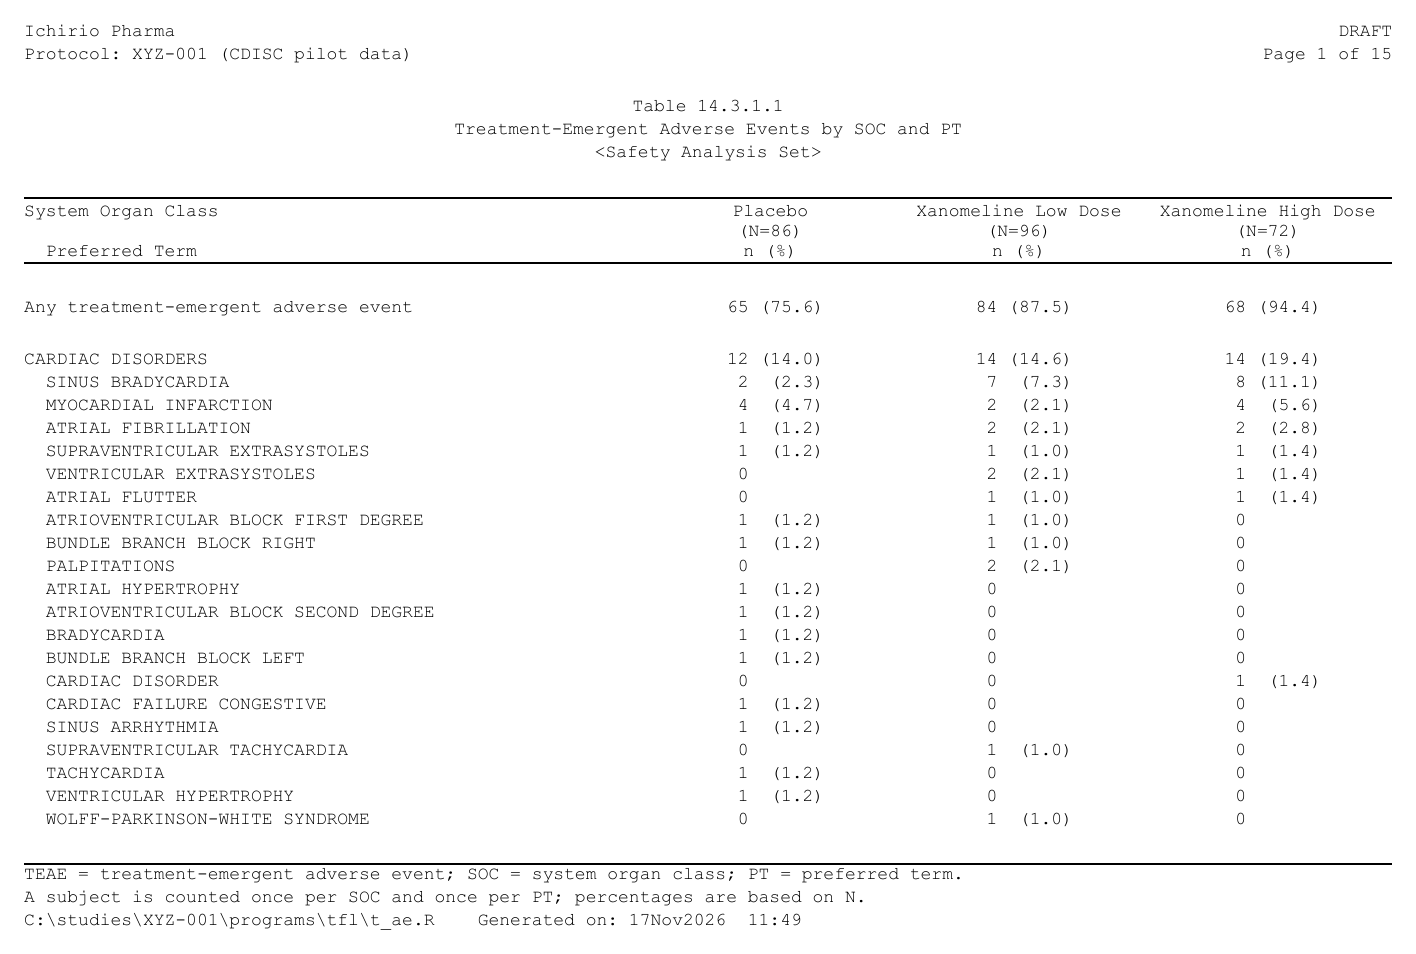 Ichirio Pharma DRAFT
Protocol: XYZ-001 (CDISC pilot data) Page 1 of 15
Table 14.3.1.1
Treatment-Emergent Adverse Events by SOC and PT
<Safety Analysis Set>
System Organ Class Placebo Xanomeline Low Dose Xanomeline High Dose
(N=86) (N=96) (N=72)
Preferred Term n (%) n (%) n (%)
Any treatment-emergent adverse event 65 (75.6) 84 (87.5) 68 (94.4)
CARDIAC DISORDERS 12 (14.0) 14 (14.6) 14 (19.4)
SINUS BRADYCARDIA 2 (2.3) 7 (7.3) 8 (11.1)
MYOCARDIAL INFARCTION 4 (4.7) 2 (2.1) 4 (5.6)
ATRIAL FIBRILLATION 1 (1.2) 2 (2.1) 2 (2.8)
SUPRAVENTRICULAR EXTRASYSTOLES 1 (1.2) 1 (1.0) 1 (1.4)
VENTRICULAR EXTRASYSTOLES 0 2 (2.1) 1 (1.4)
ATRIAL FLUTTER 0 1 (1.0) 1 (1.4)
ATRIOVENTRICULAR BLOCK FIRST DEGREE 1 (1.2) 1 (1.0) 0
BUNDLE BRANCH BLOCK RIGHT 1 (1.2) 1 (1.0) 0
PALPITATIONS 0 2 (2.1) 0
ATRIAL HYPERTROPHY 1 (1.2) 0 0
ATRIOVENTRICULAR BLOCK SECOND DEGREE 1 (1.2) 0 0
BRADYCARDIA 1 (1.2) 0 0
BUNDLE BRANCH BLOCK LEFT 1 (1.2) 0 0
CARDIAC DISORDER 0 0 1 (1.4)
CARDIAC FAILURE CONGESTIVE 1 (1.2) 0 0
SINUS ARRHYTHMIA 1 (1.2) 0 0
SUPRAVENTRICULAR TACHYCARDIA 0 1 (1.0) 0
TACHYCARDIA 1 (1.2) 0 0
VENTRICULAR HYPERTROPHY 1 (1.2) 0 0
WOLFF-PARKINSON-WHITE SYNDROME 0 1 (1.0) 0
TEAE = treatment-emergent adverse event; SOC = system organ class; PT = preferred term.
A subject is counted once per SOC and once per PT; percentages are based on N.
C:\studies\XYZ-001\programs\tfl\t_ae.R Generated on: 17Nov2026 11:49